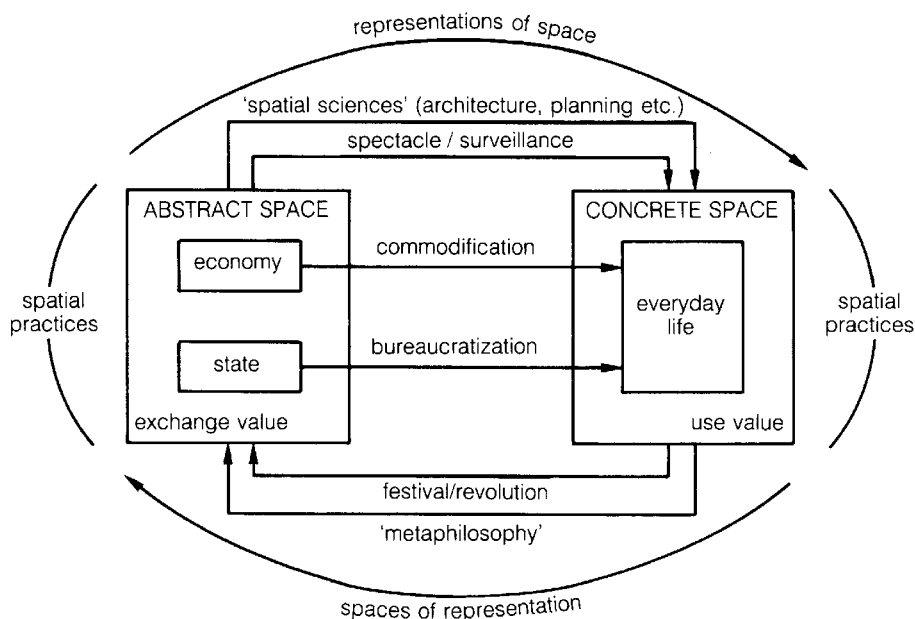 representations of space
'spatial sciences' (architecture, planning etc.)
spectacle / surveillance
ABSTRACT SPACE
CONCRETE SPACE
economy
commodification
everyday
life
spatial
practices
spatial
practices
state
bureaucratization
exchange value
use value
festival/revolution
'metaphilosophy'
spaces of representation